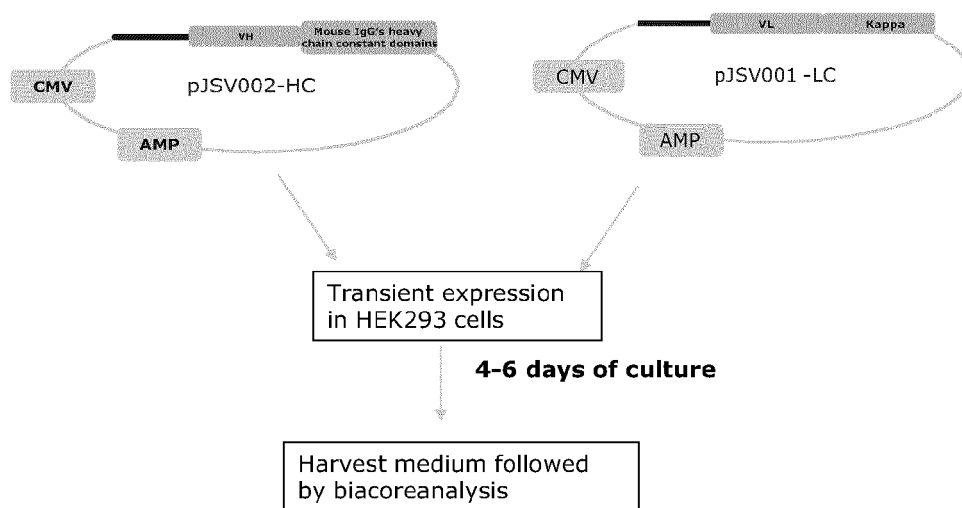 VH
Mouse IgG's heavy
chain constant domains
CMV
pJSV002-HC
AMP
VL
Kappa
CMV
pJSV001 -LC
AMP
Transient expression
in HEK293 cells
4-6 days of culture
Harvest medium followed
by biacoreanalysis